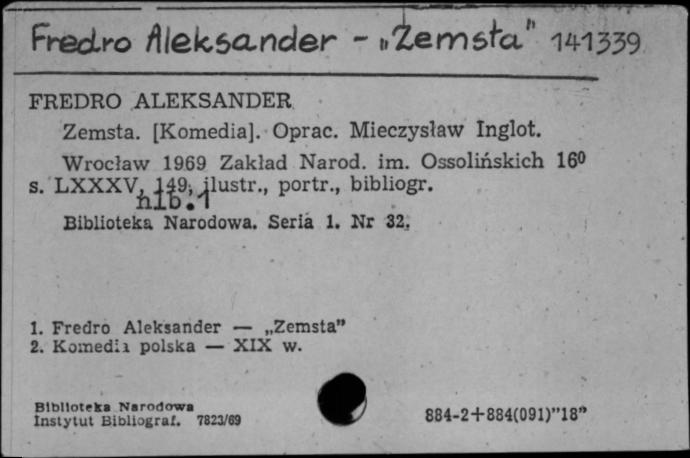 Fredro Aleksander - „Zemsta" 141339
FREDRO ALEKSANDER
Zemsta. [Komedia]. Oprac. Mieczysław Inglot.
Wrocław 1969 Zakład Narod. im. Ossolińskich 16⁰
s. LXXXV, 149, ilustr., portr., bibliogr.
nlb.1
Biblioteka Narodowa. Seria 1. Nr 32.
1. Fredro Aleksander — „Zemsta"
2. Komedia polska — XIX w.
Biblioteka Narodowa
Instytut Bibliograf. 7823/69
884-2+884(091)"18"